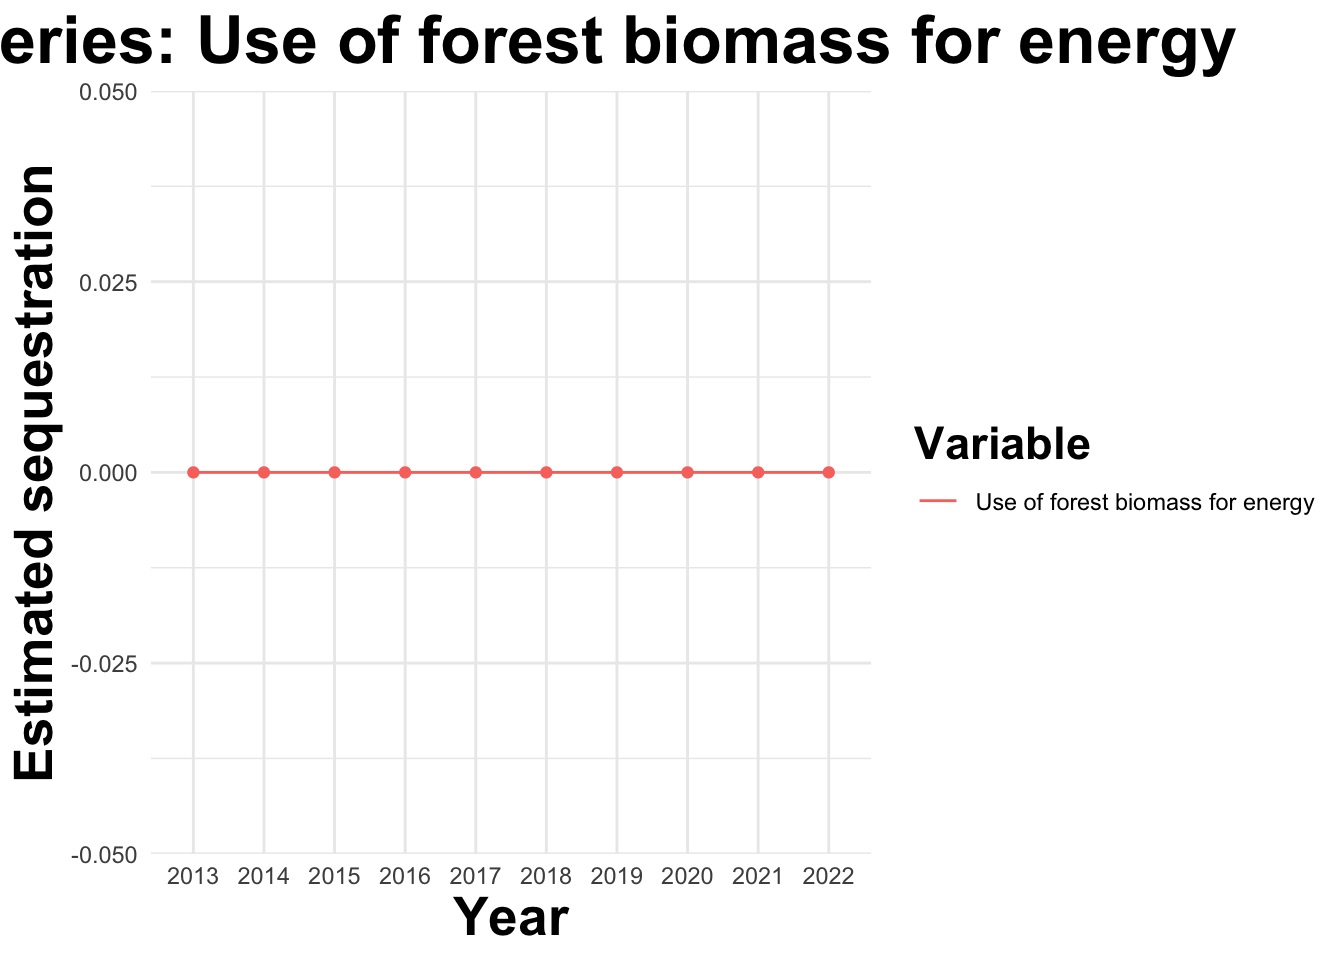 eries: Use of forest biomass for energy
Estimated sequestration
0.050
0.025
0.000
-0.025
-0.050
2013 2014 2015 2016 2017 2018 2019 2020 2021 2022
Year
Variable
Use of forest biomass for energy